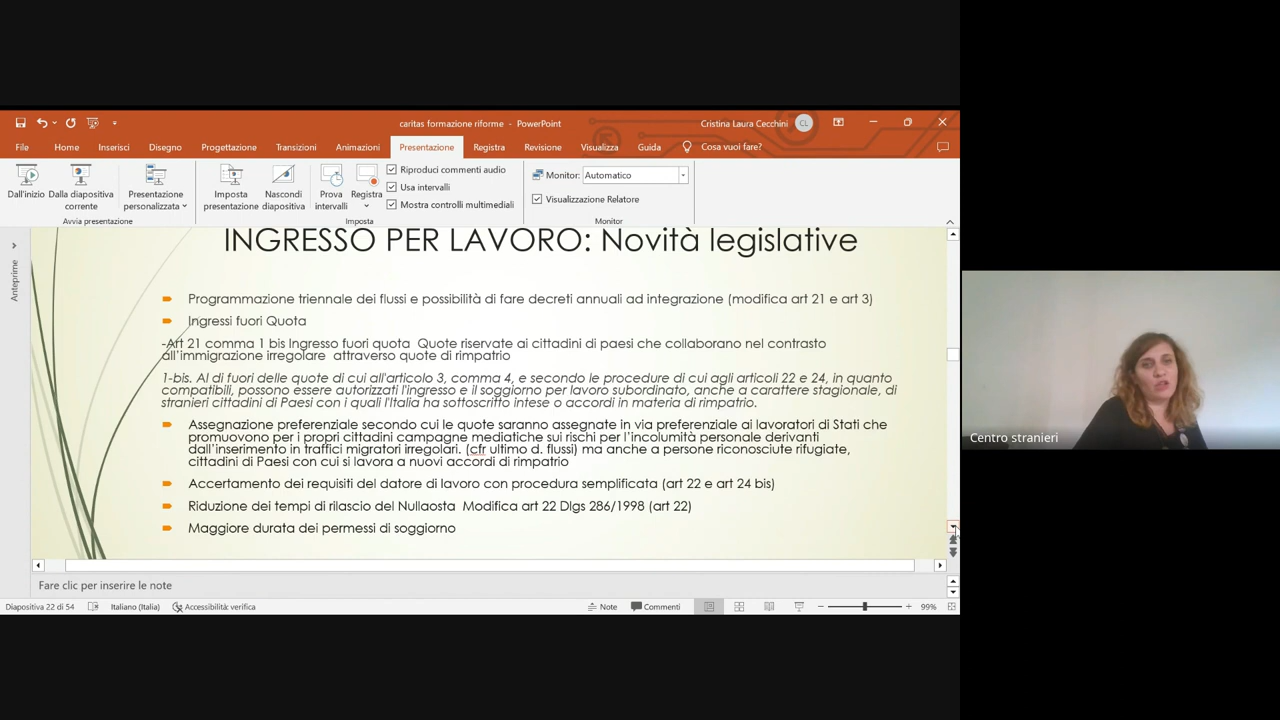 caritas formazione riforme - PowerPoint
Cristina Laura Cecchini
CL
File Home Inserisci Disegno Progettazione Transizioni Animazioni Presentazione Registra Revisione Visualizza Guida Cosa vuoi fare?
Dall'inizio
Dalla diapositiva corrente
Presentazione personalizzata
Avvia presentazione
Imposta presentazione
Nascondi diapositiva
Prova intervalli
Registra
Riproduci commenti audio
Usa intervalli
Mostra controlli multimediali
Imposta
Monitor: Automatico
Visualizzazione Relatore
Monitor
Anteprime
INGRESSO PER LAVORO: Novità legislative
Programmazione triennale dei flussi e possibilità di fare decreti annuali ad integrazione (modifica art 21 e art 3)
Ingressi fuori Quota
-Art 21 comma 1 bis Ingresso fuori quota Quote riservate ai cittadini di paesi che collaborano nel contrasto
all'immigrazione irregolare attraverso quote di rimpatrio
1-bis. Al di fuori delle quote di cui all'articolo 3, comma 4, e secondo le procedure di cui agli articoli 22 e 24, in quanto
compatibili, possono essere autorizzati l'ingresso e il soggiorno per lavoro subordinato, anche a carattere stagionale, di
stranieri cittadini di Paesi con i quali l'Italia ha sottoscritto intese o accordi in materia di rimpatrio.
Assegnazione preferenziale secondo cui le quote saranno assegnate in via preferenziale ai lavoratori di Stati che
promuovono per i propri cittadini campagne mediatiche sui rischi per l'incolumità personale derivanti
dall'inserimento in traffici migratori irregolari. (cfr ultimo d. flussi) ma anche a persone riconosciute rifugiate,
cittadini di Paesi con cui si lavora a nuovi accordi di rimpatrio
Accertamento dei requisiti del datore di lavoro con procedura semplificata (art 22 e art 24 bis)
Riduzione dei tempi di rilascio del Nullaosta Modifica art 22 Dlgs 286/1998 (art 22)
Maggiore durata dei permessi di soggiorno
Fare clic per inserire le note
Diapositiva 22 di 54 Italiano (Italia) Accessibilità: verifica Note Commenti 99%
Centro stranieri